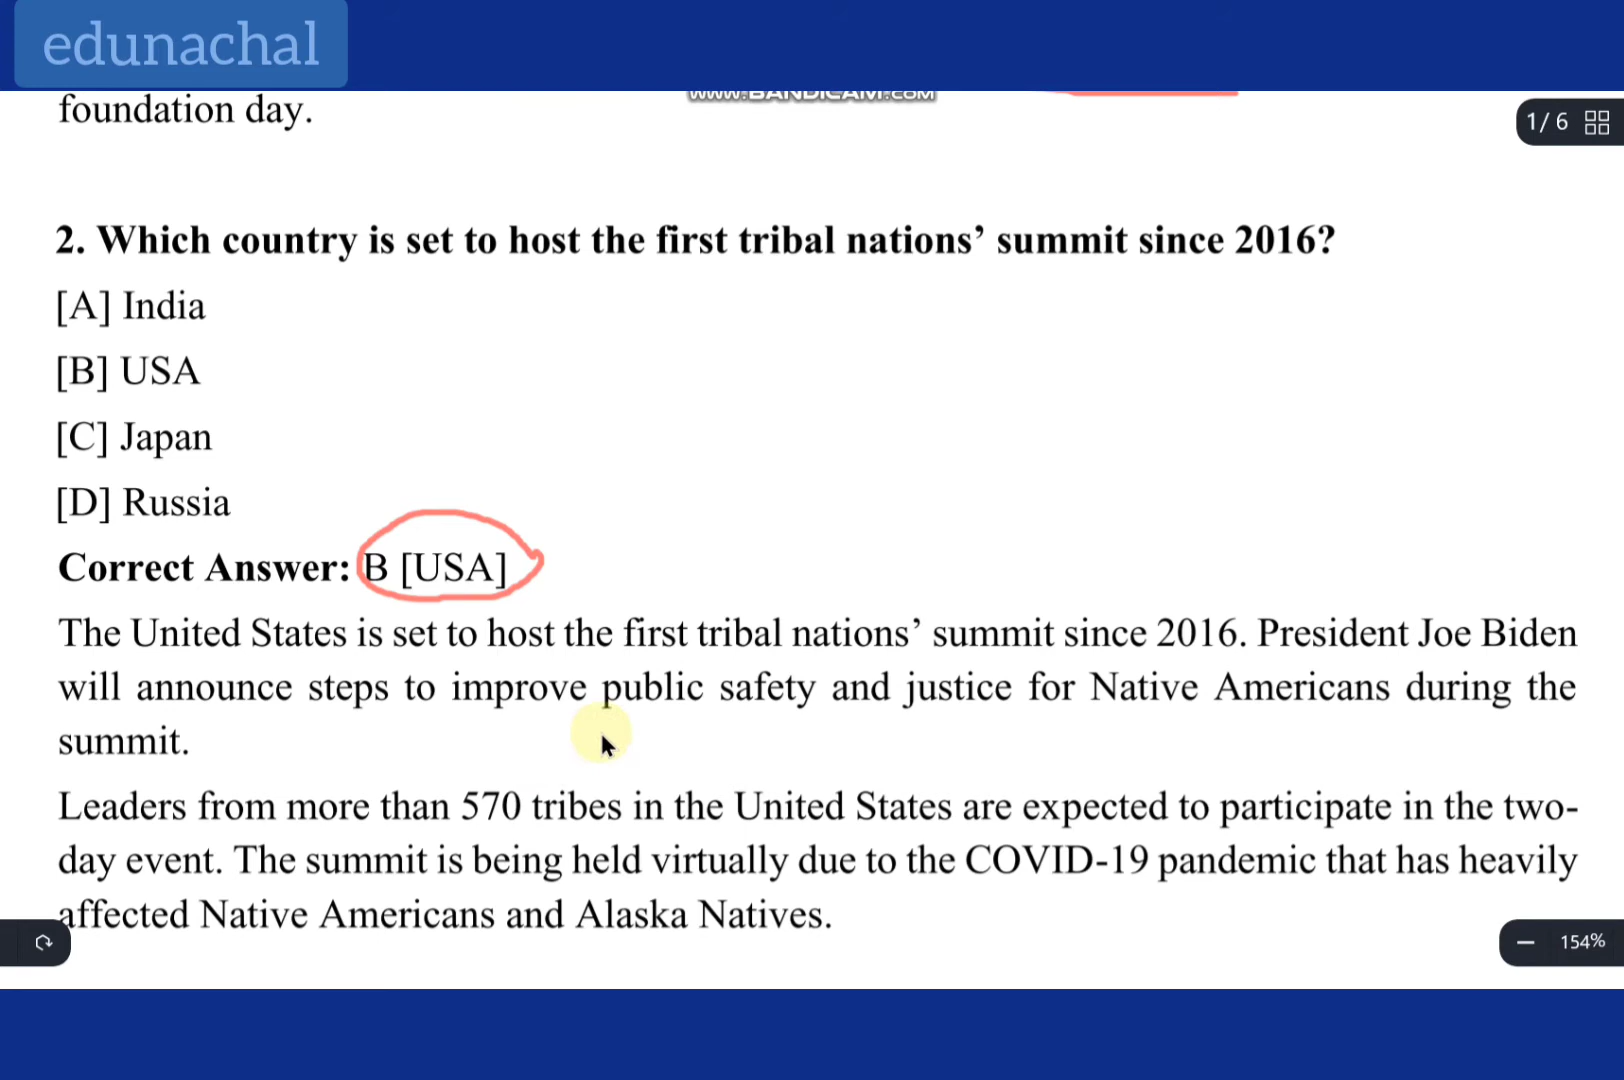 edunachal
www.BANDICAM.COM
foundation day.
1/ 6
2. Which country is set to host the first tribal nations’ summit since 2016?
[A] India
[B] USA
[C] Japan
[D] Russia
Correct Answer: B [USA]
The United States is set to host the first tribal nations’ summit since 2016. President Joe Biden
will announce steps to improve public safety and justice for Native Americans during the
summit.
Leaders from more than 570 tribes in the United States are expected to participate in the two-
day event. The summit is being held virtually due to the COVID-19 pandemic that has heavily
affected Native Americans and Alaska Natives.
154%